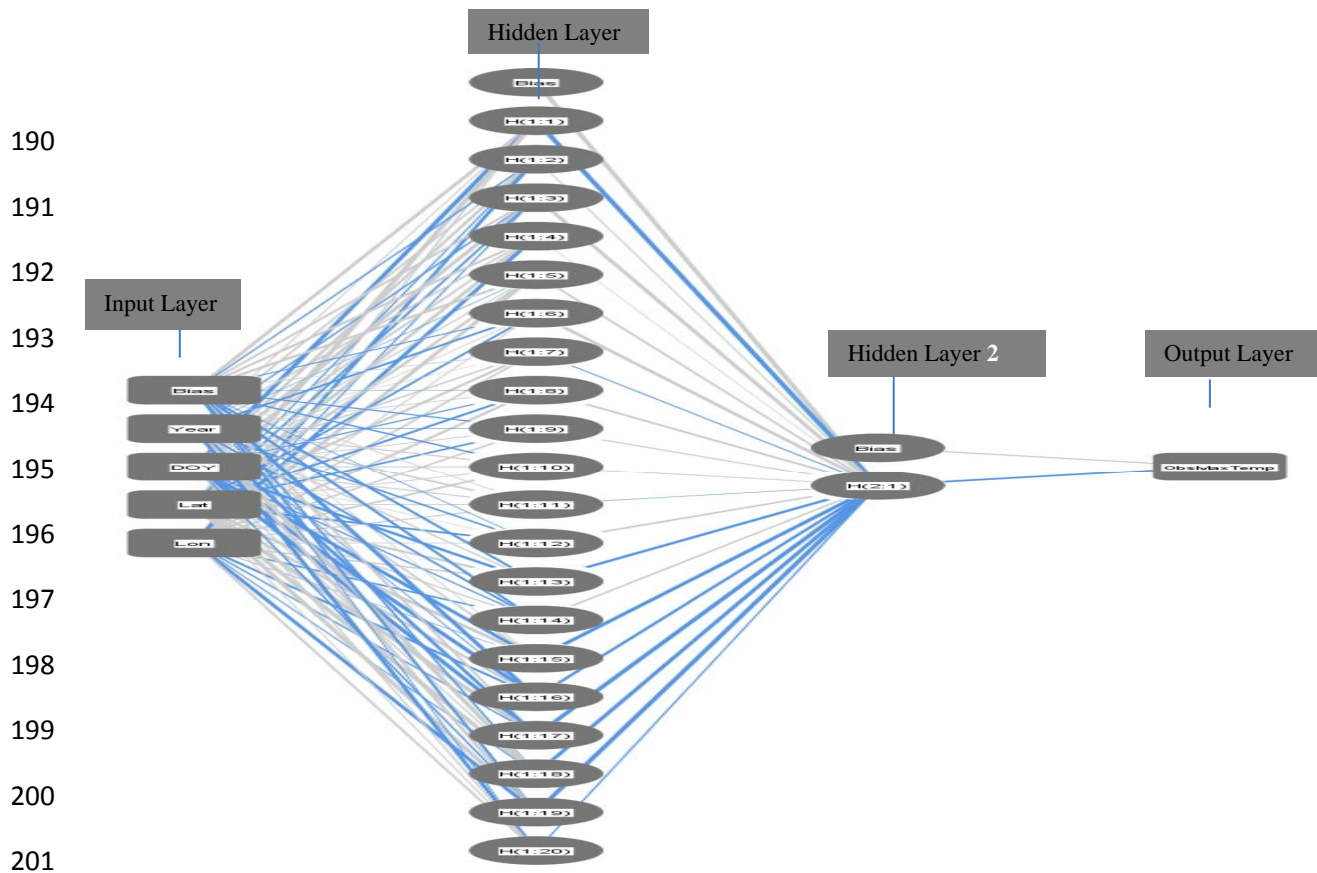 Hidden Layer
Bias
H(1:1)
190
H(1:2)
191
H(1:3)
H(1:4)
192
H(1:5)
Input Layer
H(1:6)
193
H(1:7)
Hidden Layer 2
Output Layer
Bias
H(1:8)
194
Year
H(1:9)
Bias
195
DOY
H(1:10)
ObsMaxTemp
H(2:1)
Lat
H(1:11)
196
Lon
H(1:12)
H(1:13)
197
H(1:14)
198
H(1:15)
H(1:16)
199
H(1:17)
H(1:18)
200
H(1:19)
201
H(1:20)